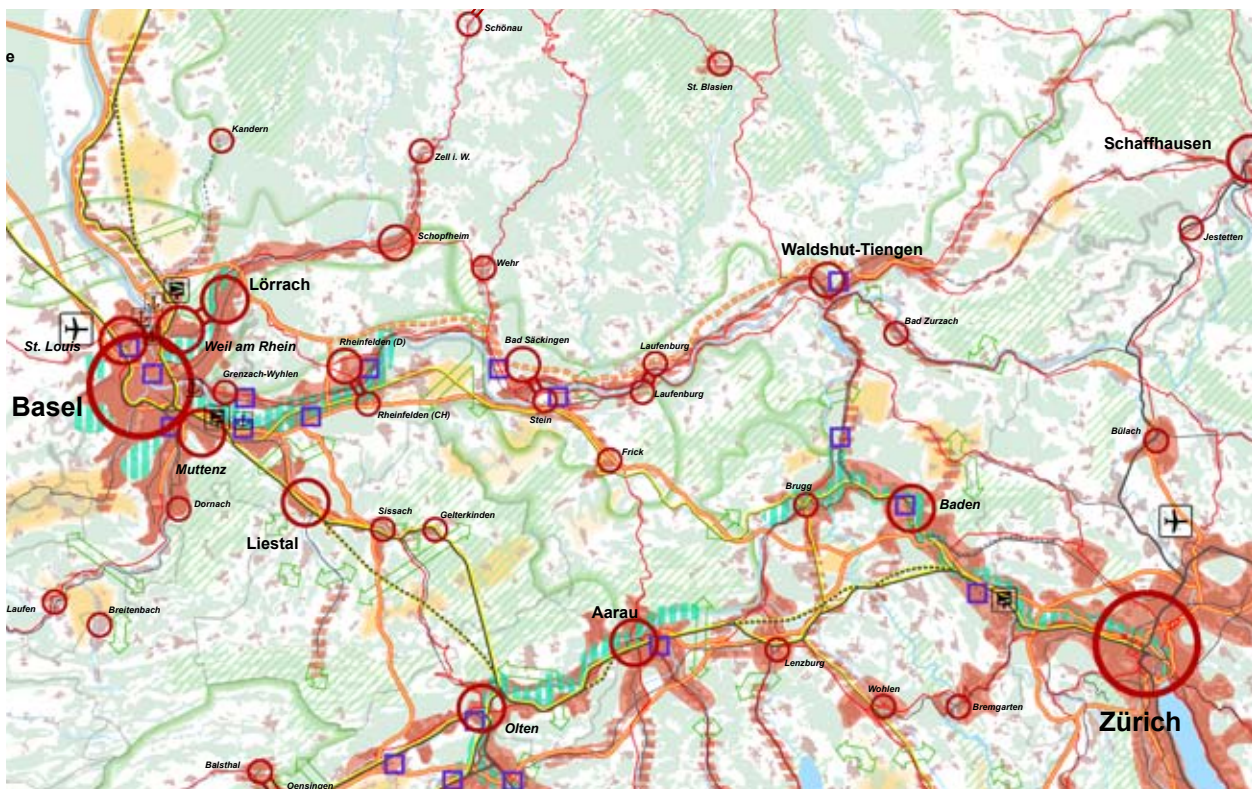 Schönau
e
St. Blasien
Kandern
Schaffhausen
Zell i. W.
Jestetten
Schopfheim
Waldshut-Tiengen
Wehr
Lörrach
Bad Zurzach
St. Louis
Weil am Rhein
Rheinfelden (D)
Bad Säckingen
Laufenburg
Grenzach-Wyhlen
Laufenburg
Basel
Rheinfelden (CH)
Stein
Bülach
Muttenz
Frick
Brugg
Baden
Dornach
Sissach
Gelterkinden
Liestal
Laufen
Breitenbach
Aarau
Lenzburg
Wohlen
Bremgarten
Zürich
Olten
Balsthal
Oensingen